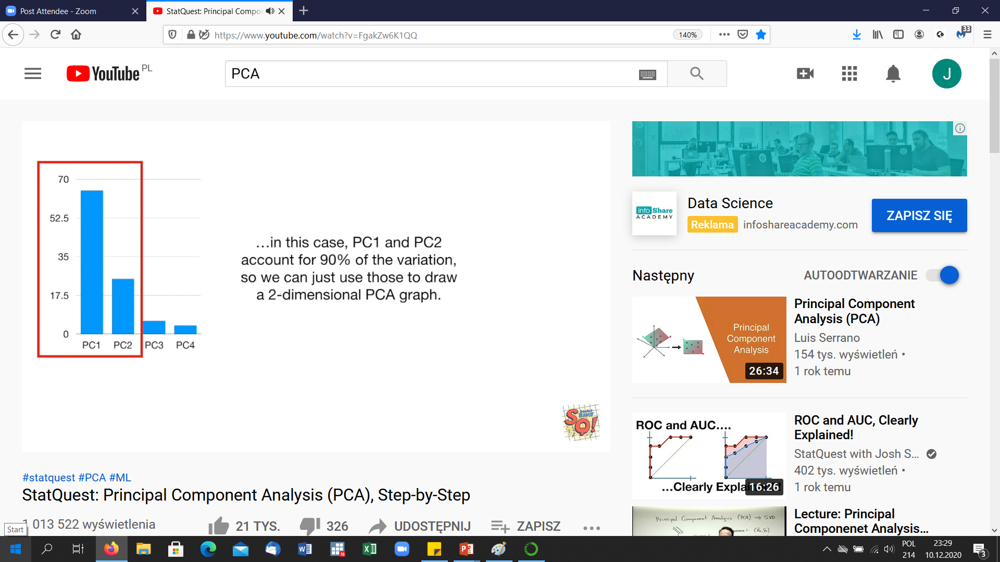 Post Attendee - Zoom
StatQuest: Principal Compo
https://www.youtube.com/watch?v=FgakZw6K1QQ
140%
33
YouTube PL
PCA
J
70
52.5
35
17.5
0
PC1 PC2 PC3 PC4
...in this case, PC1 and PC2
account for 90% of the variation,
so we can just use those to draw
a 2-dimensional PCA graph.
DOUBLE
BAM!
SQ!
#statquest #PCA #ML
StatQuest: Principal Component Analysis (PCA), Step-by-Step
1 013 522 wyświetlenia
21 TYS.
326
UDOSTĘPNIJ
ZAPISZ
Start
info Share
ACADEMY
Data Science
Reklama infoshareacademy.com
ZAPISZ SIĘ
Następny
AUTOODTWARZANIE
Principal
Component
Analysis
26:34
Principal Component
Analysis (PCA)
Luis Serrano
154 tys. wyświetleń •
1 rok temu
ROC and AUC....
...Clearly Explain
16:26
ROC and AUC, Clearly
Explained!
StatQuest with Josh S...
402 tys. wyświetleń •
1 rok temu
Principal Component Analysis (PCA) → SVD
Lecture: Principal
Componenet Analysis...
16
POL
214
23:29
10.12.2020
3